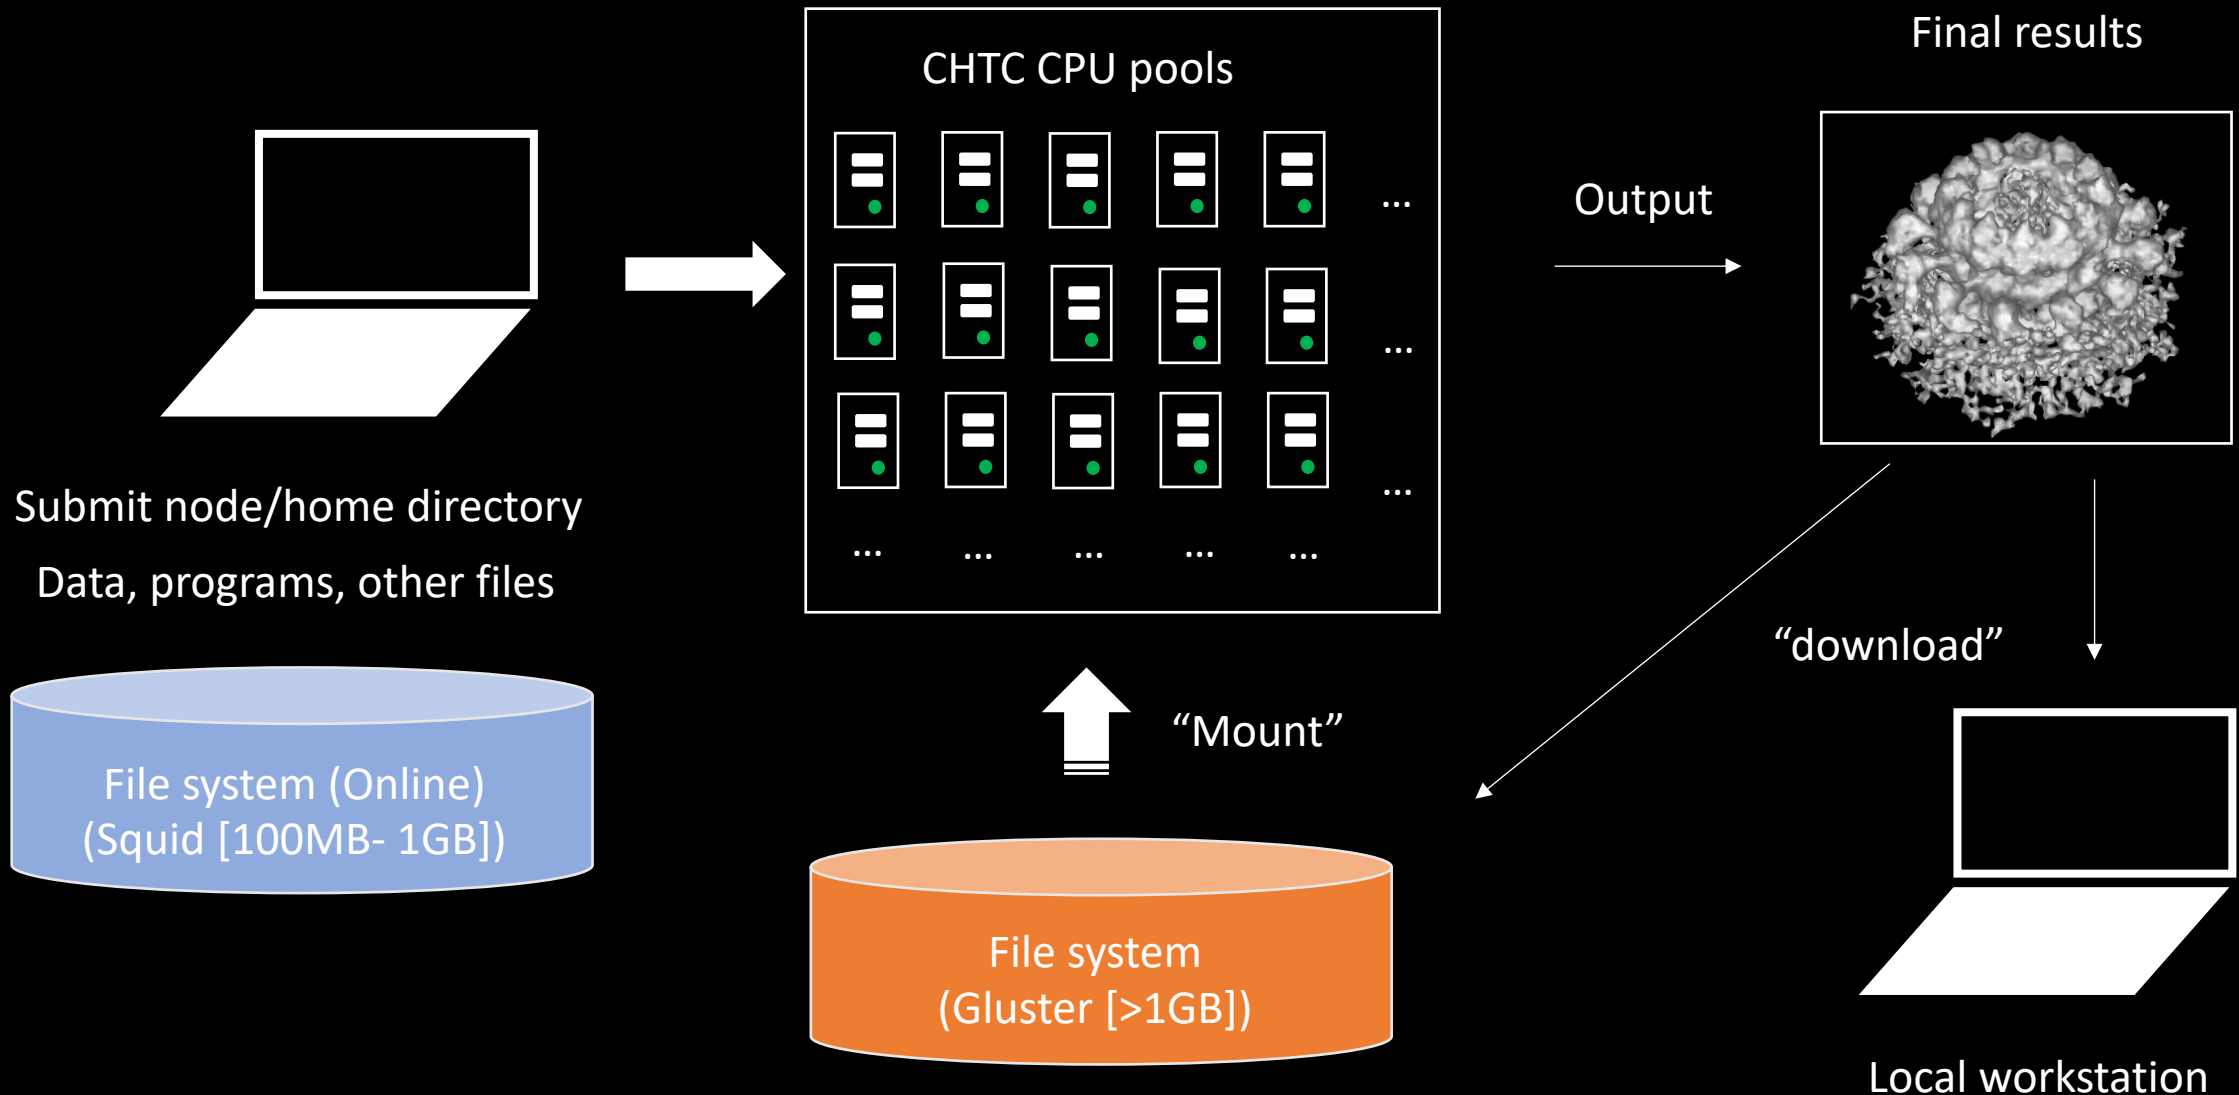 CHTC CPU pools
...
...
...
... ... ... ... ...
Submit node/home directory
Data, programs, other files
File system (Online)
(Squid [100MB- 1GB])
“Mount”
File system
(Gluster [>1GB])
Output
Final results
“download”
Local workstation